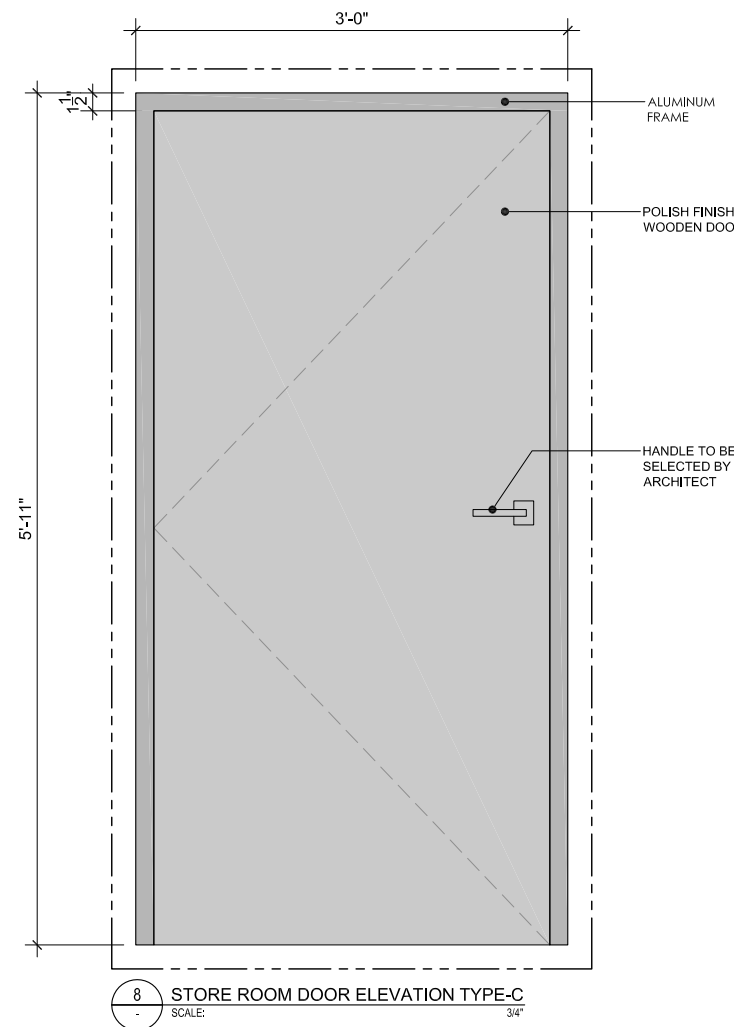 3'-0"
1 1/2"
ALUMINUM
FRAME
POLISH FINISH
WOODEN DOO
HANDLE TO BE
SELECTED BY
ARCHITECT
5'-11"
8
-
STORE ROOM DOOR ELEVATION TYPE-C
SCALE: 3/4"